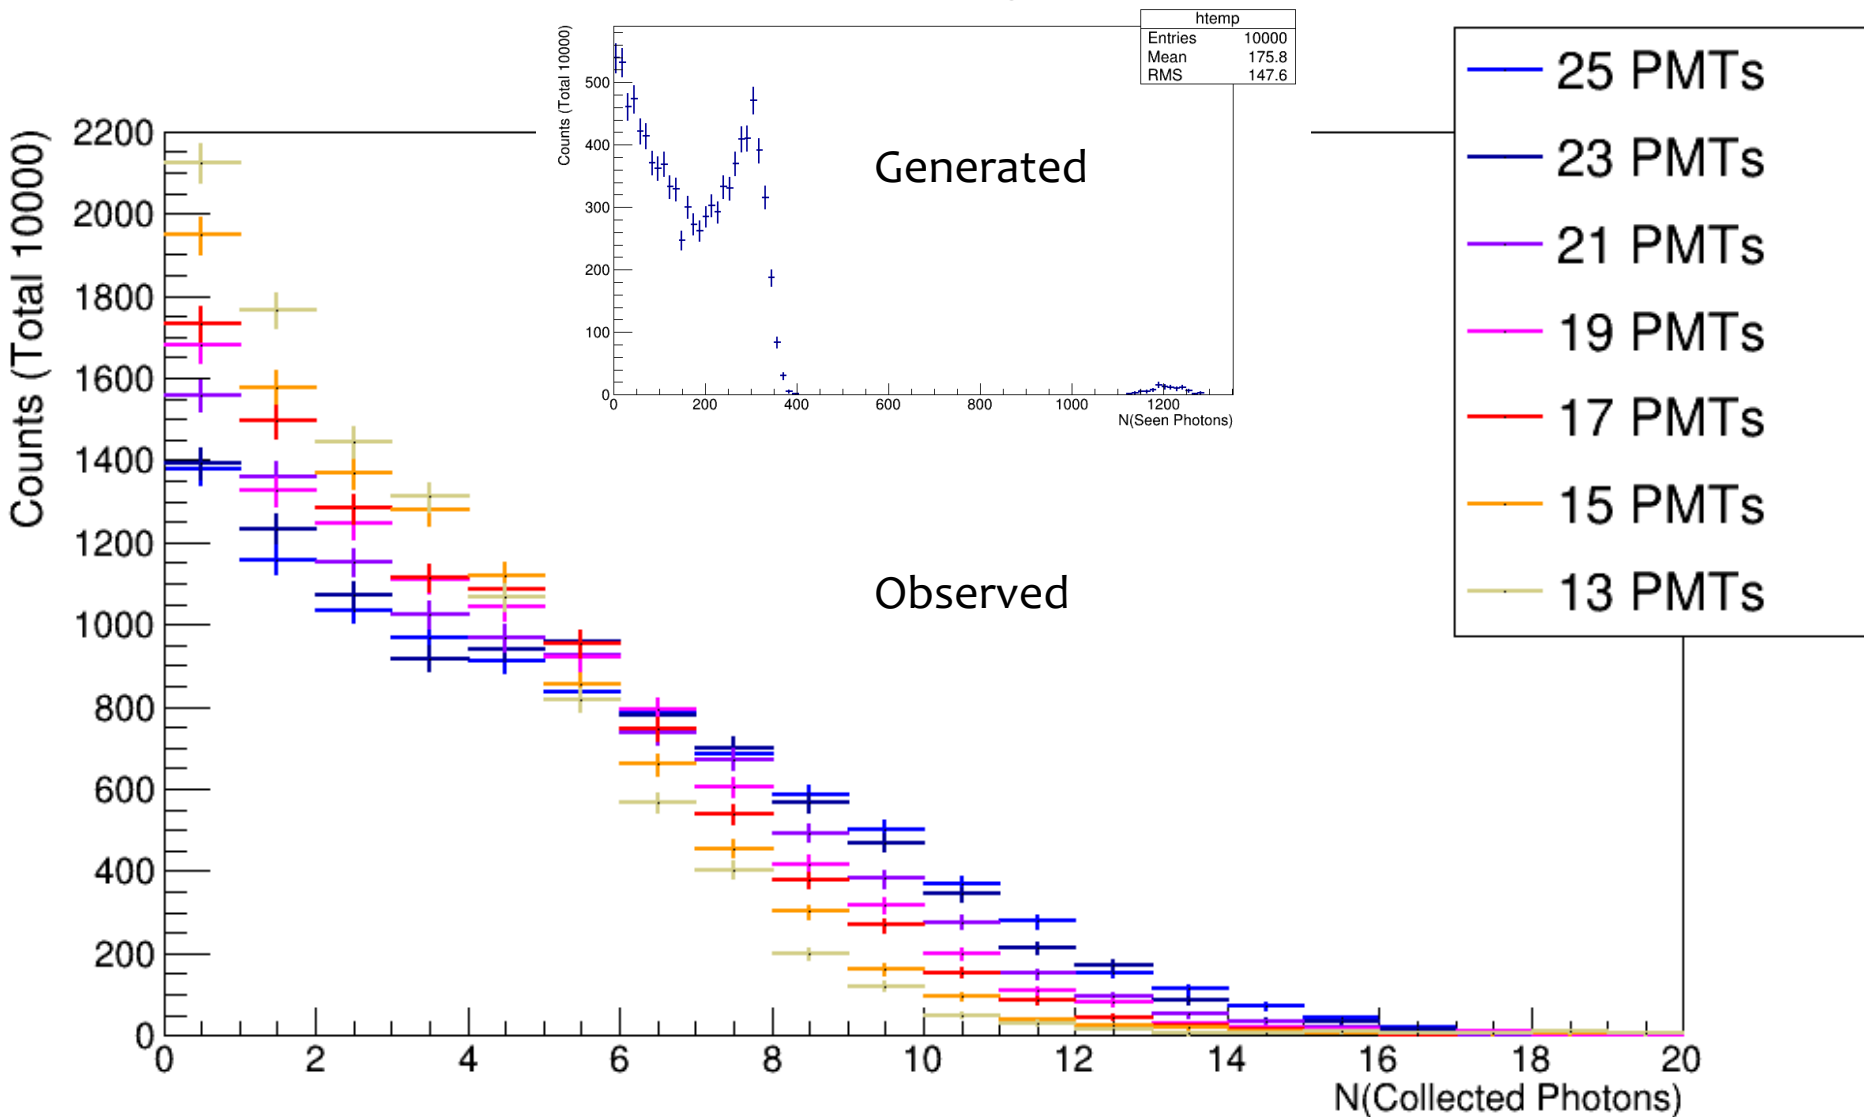 htemp
Entries 10000
Mean 175.8
RMS 147.6
Counts (Total 10000)
500
400
300
200
100
0
0 200 400 600 800 1000 1200
N(Seen Photons)
Generated
25 PMTs
23 PMTs
21 PMTs
19 PMTs
17 PMTs
15 PMTs
13 PMTs
Counts (Total 10000)
2200
2000
1800
1600
1400
1200
1000
800
600
400
200
0
Observed
0 2 4 6 8 10 12 14 16 18 20
N(Collected Photons)